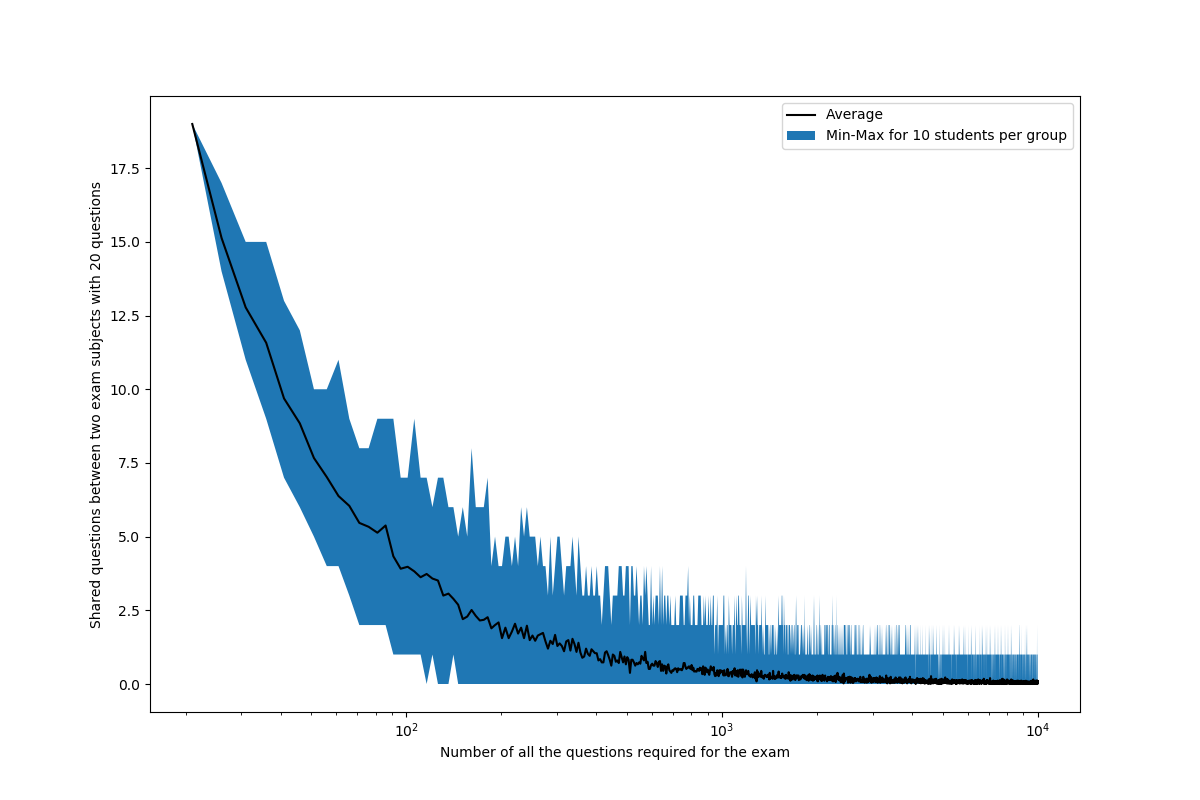 Average
Min-Max for 10 students per group
17.5
15.0
12.5
10.0
7.5
5.0
2.5
0.0
Shared questions between two exam subjects with 20 questions
10²
10³
10⁴
Number of all the questions required for the exam